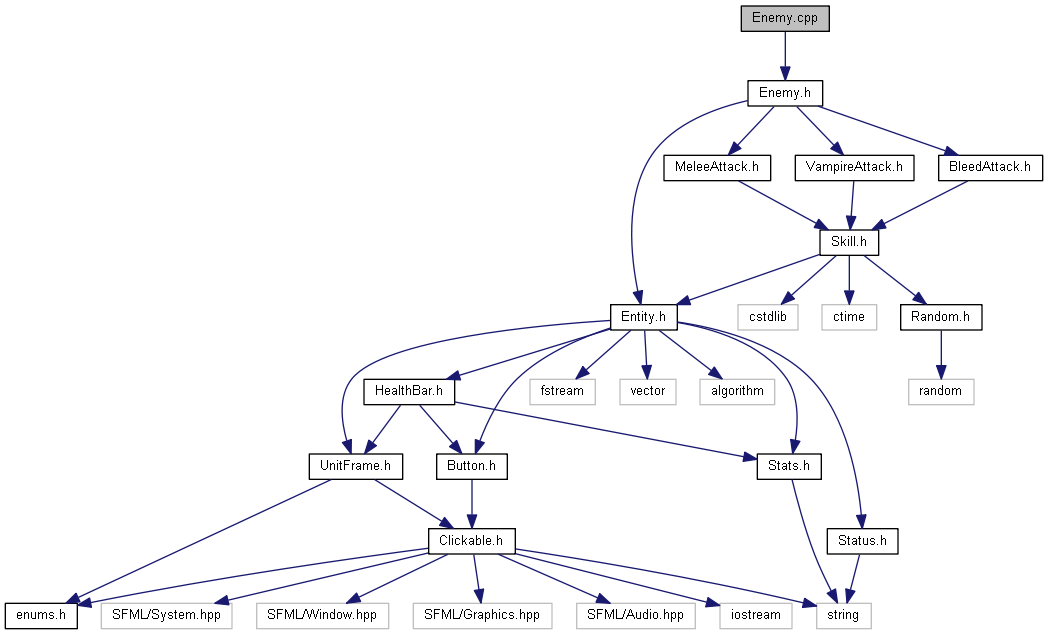 Enemy.cpp
Enemy.h
MeleeAttack.h
VampireAttack.h
BleedAttack.h
Skill.h
Entity.h
cstdlib
ctime
Random.h
HealthBar.h
fstream
vector
algorithm
random
UnitFrame.h
Button.h
Stats.h
Clickable.h
Status.h
enums.h
SFML/System.hpp
SFML/Window.hpp
SFML/Graphics.hpp
SFML/Audio.hpp
iostream
string